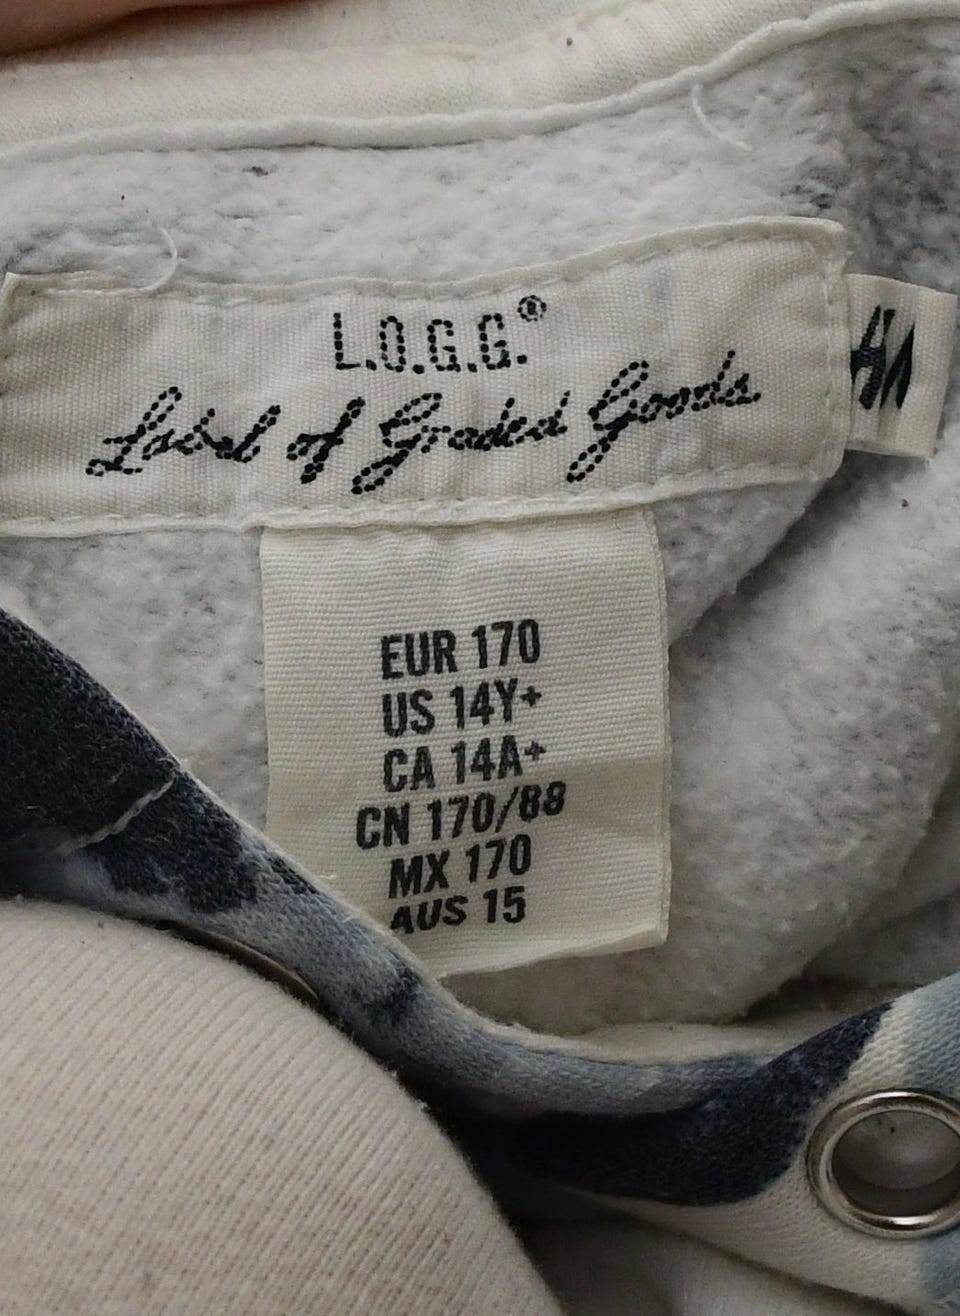 L.O.G.G.®
Label of Graded Goods
EUR 170
US 14Y+
CA 14A+
CN 170/88
MX 170
AUS 15